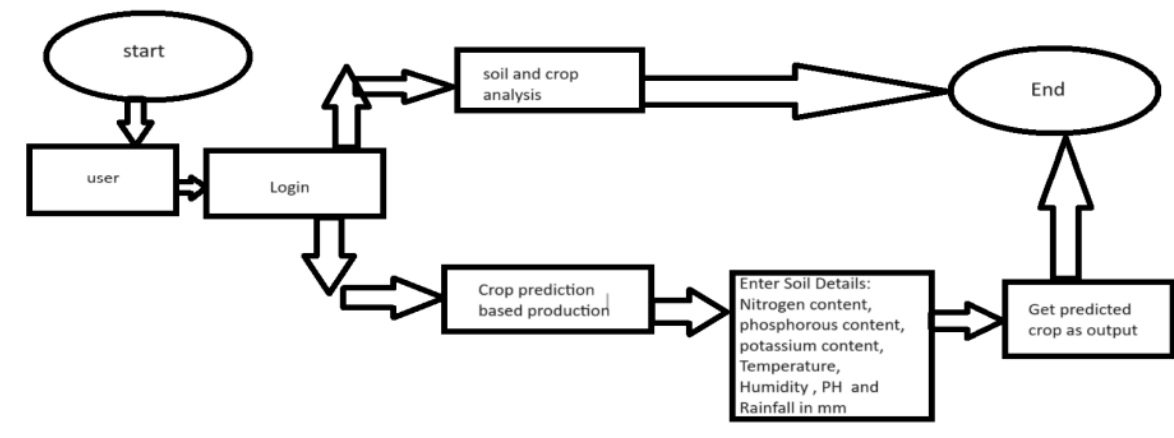 start
user
Login
soil and crop
analysis
End
Crop prediction
based production
Enter Soil Details:
Nitrogen content,
phosphorous content,
potassium content,
Temperature,
Humidity , PH and
Rainfall in mm
Get predicted
crop as output